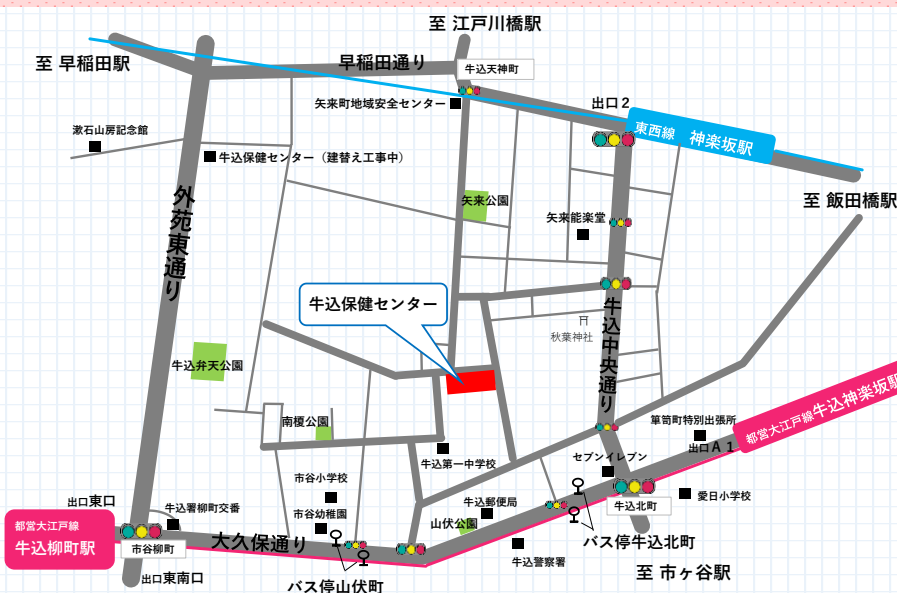 至 江戸川橋駅
至 早稲田駅
早稲田通り
牛込天神町
矢来町地域安全センター
出口２
東西線 神楽坂駅
漱石山房記念館
牛込保健センター（建替え工事中）
至 飯田橋駅
外苑東通り
矢来公園
矢来能楽堂
牛込保健センター
牛込中央通り
秋葉神社
牛込弁天公園
南榎公園
箪笥町特別出張所
都営大江戸線牛込神楽坂駅
出口Ａ１
牛込第一中学校
セブンイレブン
市谷小学校
愛日小学校
出口東口
牛込署柳町交番
市谷幼稚園
牛込郵便局
山伏公園
牛込北町
都営大江戸線
牛込柳町駅
市谷柳町
大久保通り
バス停牛込北町
牛込警察署
至 市ヶ谷駅
出口東南口
バス停山伏町